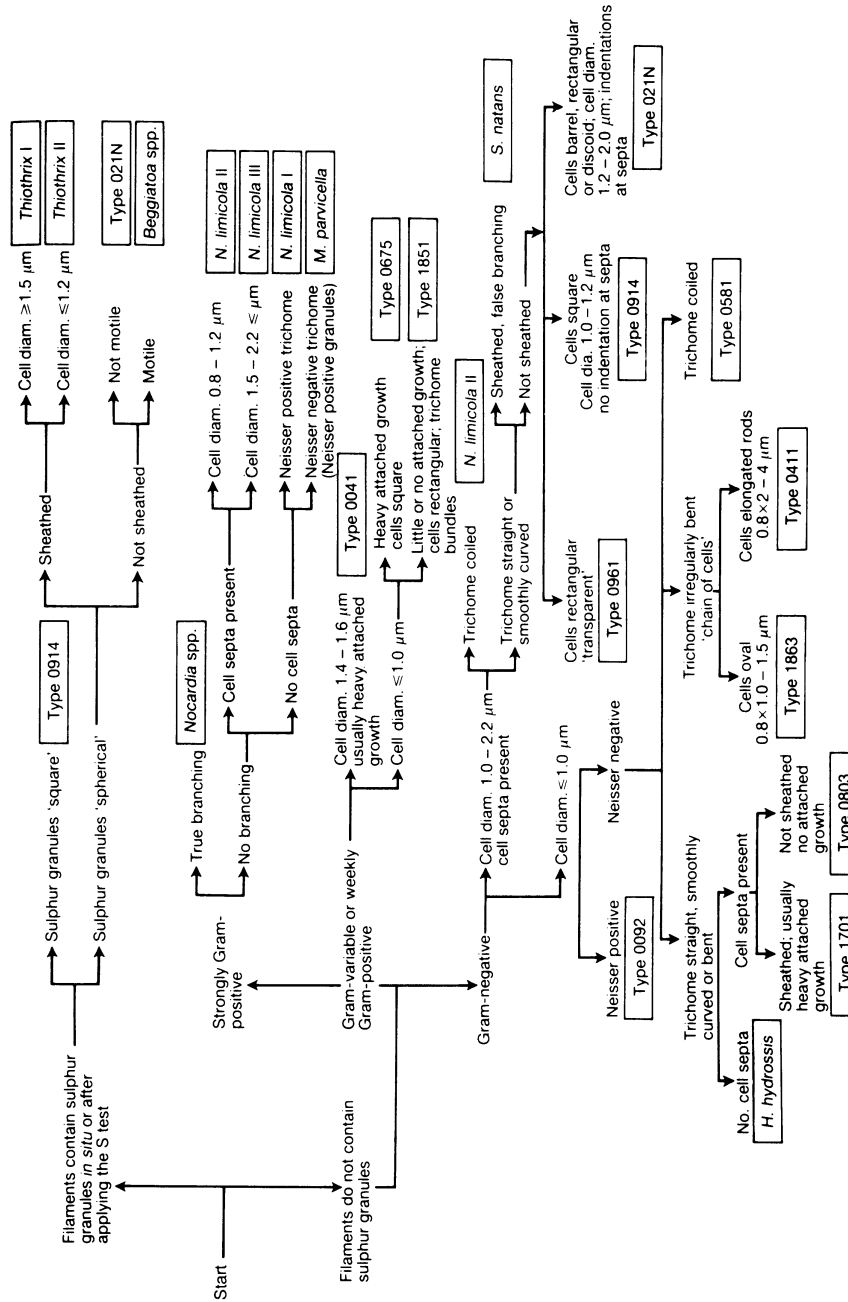 Start
Filaments contain sulphur
granules in situ or after
applying the S test
Sulphur granules 'square'
Type 0914
Sulphur granules 'spherical'
Sheathed
Cell diam. ≥ 1.5 μm
Thiothrix I
Cell diam. ≤ 1.2 μm
Thiothrix II
Not sheathed
Not motile
Type 021N
Motile
Beggiatoa spp.
Filaments do not contain
sulphur granules
Strongly Gram-
positive
True branching
Nocardia spp.
No branching
Cell septa present
Cell diam. 0.8 – 1.2 μm
N. limicola II
Cell diam. 1.5 – 2.2 ≤ μm
N. limicola III
No cell septa
Neisser positive trichome
N. limicola I
Neisser negative trichome
(Neisser positive granules)
M. parvicella
Gram-variable or weekly
Gram-positive
Cell diam. 1.4 – 1.6 μm
usually heavy attached
growth
Type 0041
Cell diam. ≤ 1.0 μm
Heavy attached growth
cells square
Type 0675
Little or no attached growth;
cells rectangular; trichome
bundles
Type 1851
Gram-negative
Cell diam. 1.0 – 2.2 μm
cell septa present
Trichome coiled
N. limicola II
Trichome straight or
smoothly curved
Sheathed, false branching
S. natans
Not sheathed
Cells rectangular
'transparent'
Type 0961
Cells square
Cell dia. 1.0 – 1.2 μm
no indentation at septa
Type 0914
Cells barrel, rectangular
or discoid; cell diam.
1.2 – 2.0 μm; indentations
at septa
Type 021N
Cell diam. ≤ 1.0 μm
Neisser positive
Type 0092
Neisser negative
Trichome straight, smoothly
curved or bent
No. cell septa
H. hydrossis
Cell septa present
Sheathed; usually
heavy attached
growth
Type 1701
Not sheathed
no attached
growth
Type 0803
Trichome irregularly bent
'chain of cells'
Cells oval
0.8 × 1.0 – 1.5 μm
Type 1863
Cells elongated rods
0.8 × 2 – 4 μm
Type 0411
Trichome coiled
Type 0581